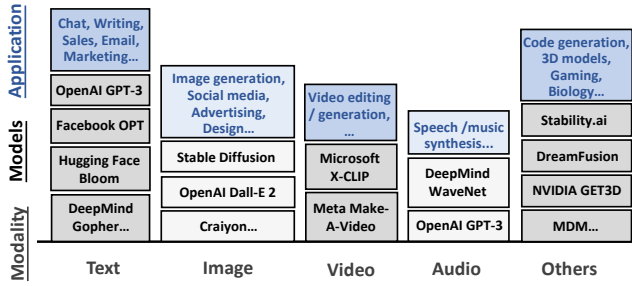 Application
Models
Modality
Chat, Writing,
Sales, Email,
Marketing…
OpenAI GPT-3
Facebook OPT
Hugging Face
Bloom
DeepMind
Gopher…
Text
Image generation,
Social media,
Advertising,
Design…
Stable Diffusion
OpenAI Dall-E 2
Craiyon…
Image
Video editing
/ generation,
…
Microsoft
X-CLIP
Meta Make-
A-Video
Video
Speech /music
synthesis...
DeepMind
WaveNet
OpenAI GPT-3
Audio
Code generation,
3D models,
Gaming,
Biology…
Stability.ai
DreamFusion
NVIDIA GET3D
MDM…
Others